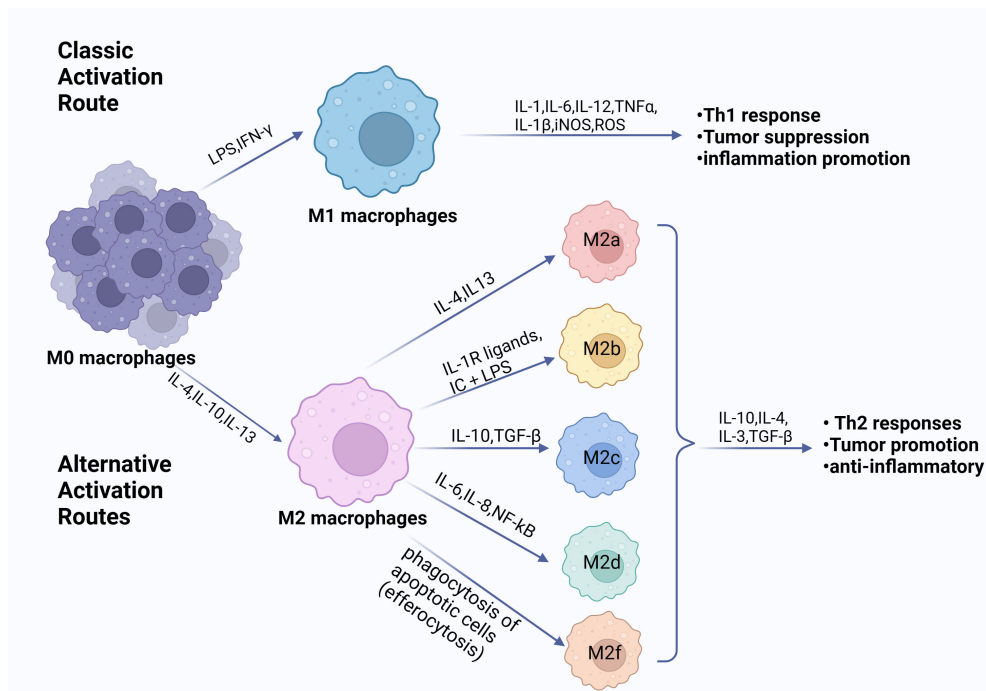 Classic
Activation
Route
LPS,IFN-γ
M1 macrophages
IL-1,IL-6,IL-12,TNFα,
IL-1β,iNOS,ROS
•Th1 response
•Tumor suppression
•inflammation promotion
M0 macrophages
IL-4,IL-10,IL-13
Alternative
Activation
Routes
M2 macrophages
IL-4,IL13
M2a
IL-1R ligands,
IC + LPS
M2b
IL-10,TGF-β
M2c
IL-6,IL-8,NF-kB
M2d
phagocytosis of
apoptotic cells
(efferocytosis)
M2f
IL-10,IL-4,
IL-3,TGF-β
• Th2 responses
•Tumor promotion
•anti-inflammatory